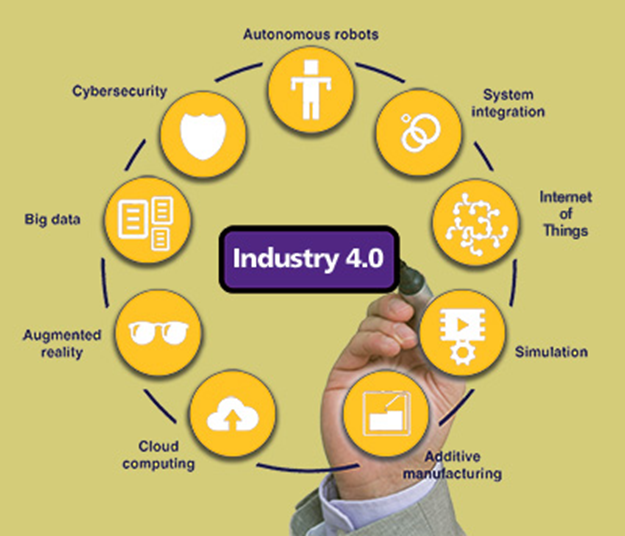 Autonomous robots
Cybersecurity
System
integration
Big data
Internet
of
Things
Industry 4.0
Augmented
reality
Simulation
Cloud
computing
Additive
manufacturing